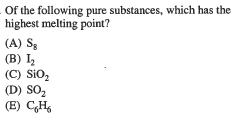 Of the following pure substances, which has the
highest melting point?
(A) S₈
(B) I₂
(C) SiO₂
(D) SO₂
(E) C₆H₆